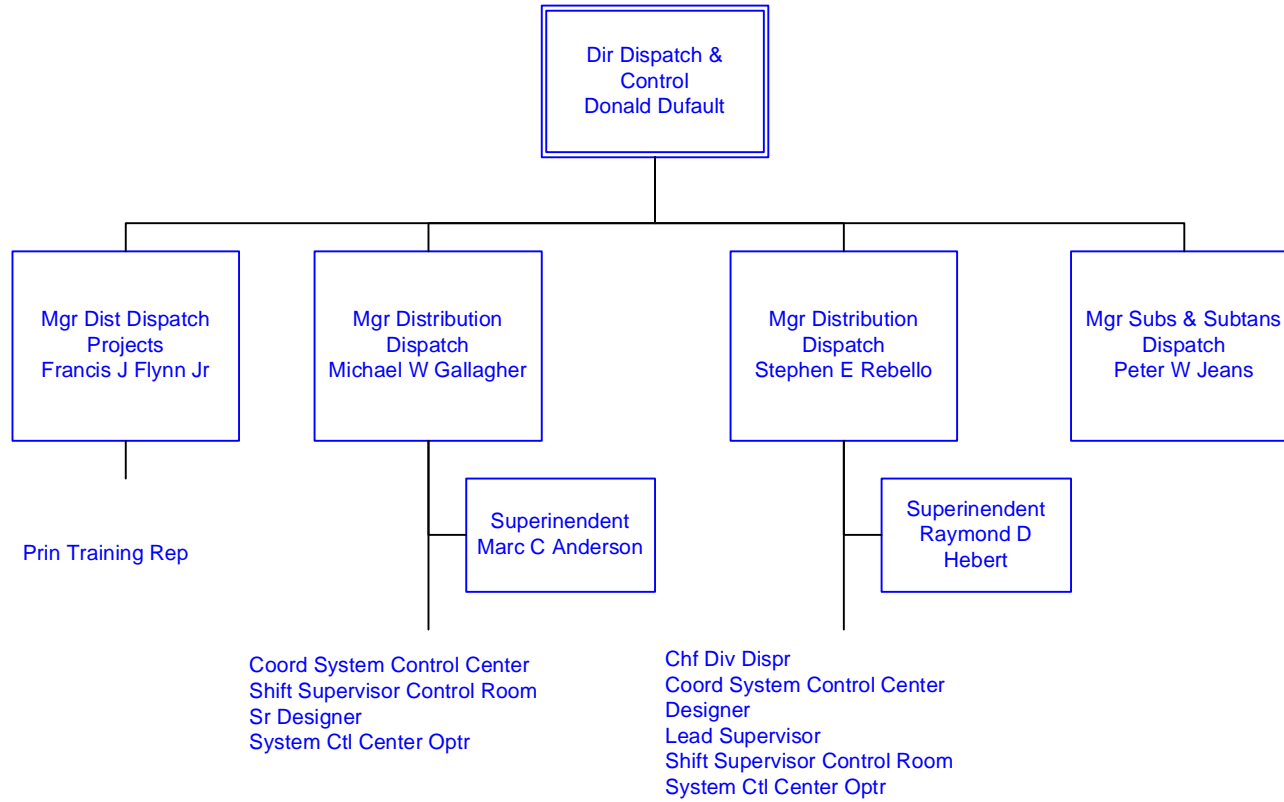 Dir Dispatch &
Control
Donald Dufault
Mgr Dist Dispatch
Projects
Francis J Flynn Jr
Mgr Distribution
Dispatch
Michael W Gallagher
Mgr Distribution
Dispatch
Stephen E Rebello
Mgr Subs & Subtans
Dispatch
Peter W Jeans
Prin Training Rep
Superinendent
Marc C Anderson
Superinendent
Raymond D
Hebert
Coord System Control Center
Shift Supervisor Control Room
Sr Designer
System Ctl Center Optr
Chf Div Dispr
Coord System Control Center
Designer
Lead Supervisor
Shift Supervisor Control Room
System Ctl Center Optr